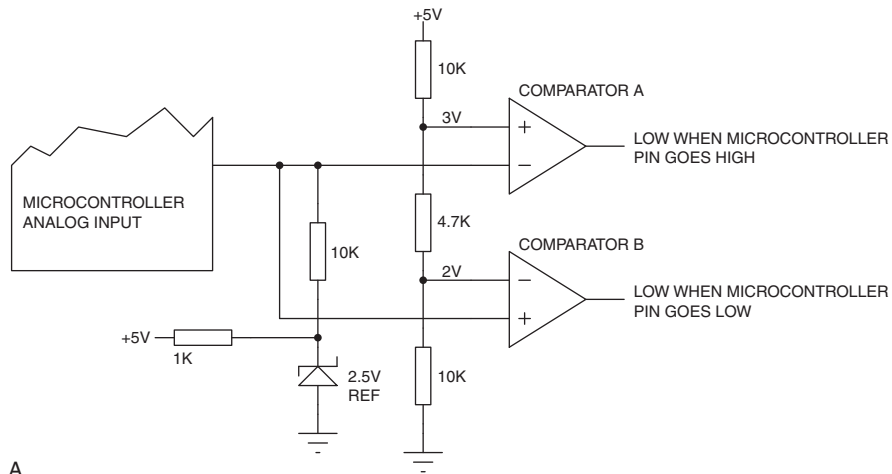 +5V
10K
COMPARATOR A
3V
+
−
LOW WHEN MICROCONTROLLER
PIN GOES HIGH
MICROCONTROLLER
ANALOG INPUT
10K
4.7K
COMPARATOR B
2V
−
+
LOW WHEN MICROCONTROLLER
PIN GOES LOW
+5V
1K
2.5V
REF
10K
A